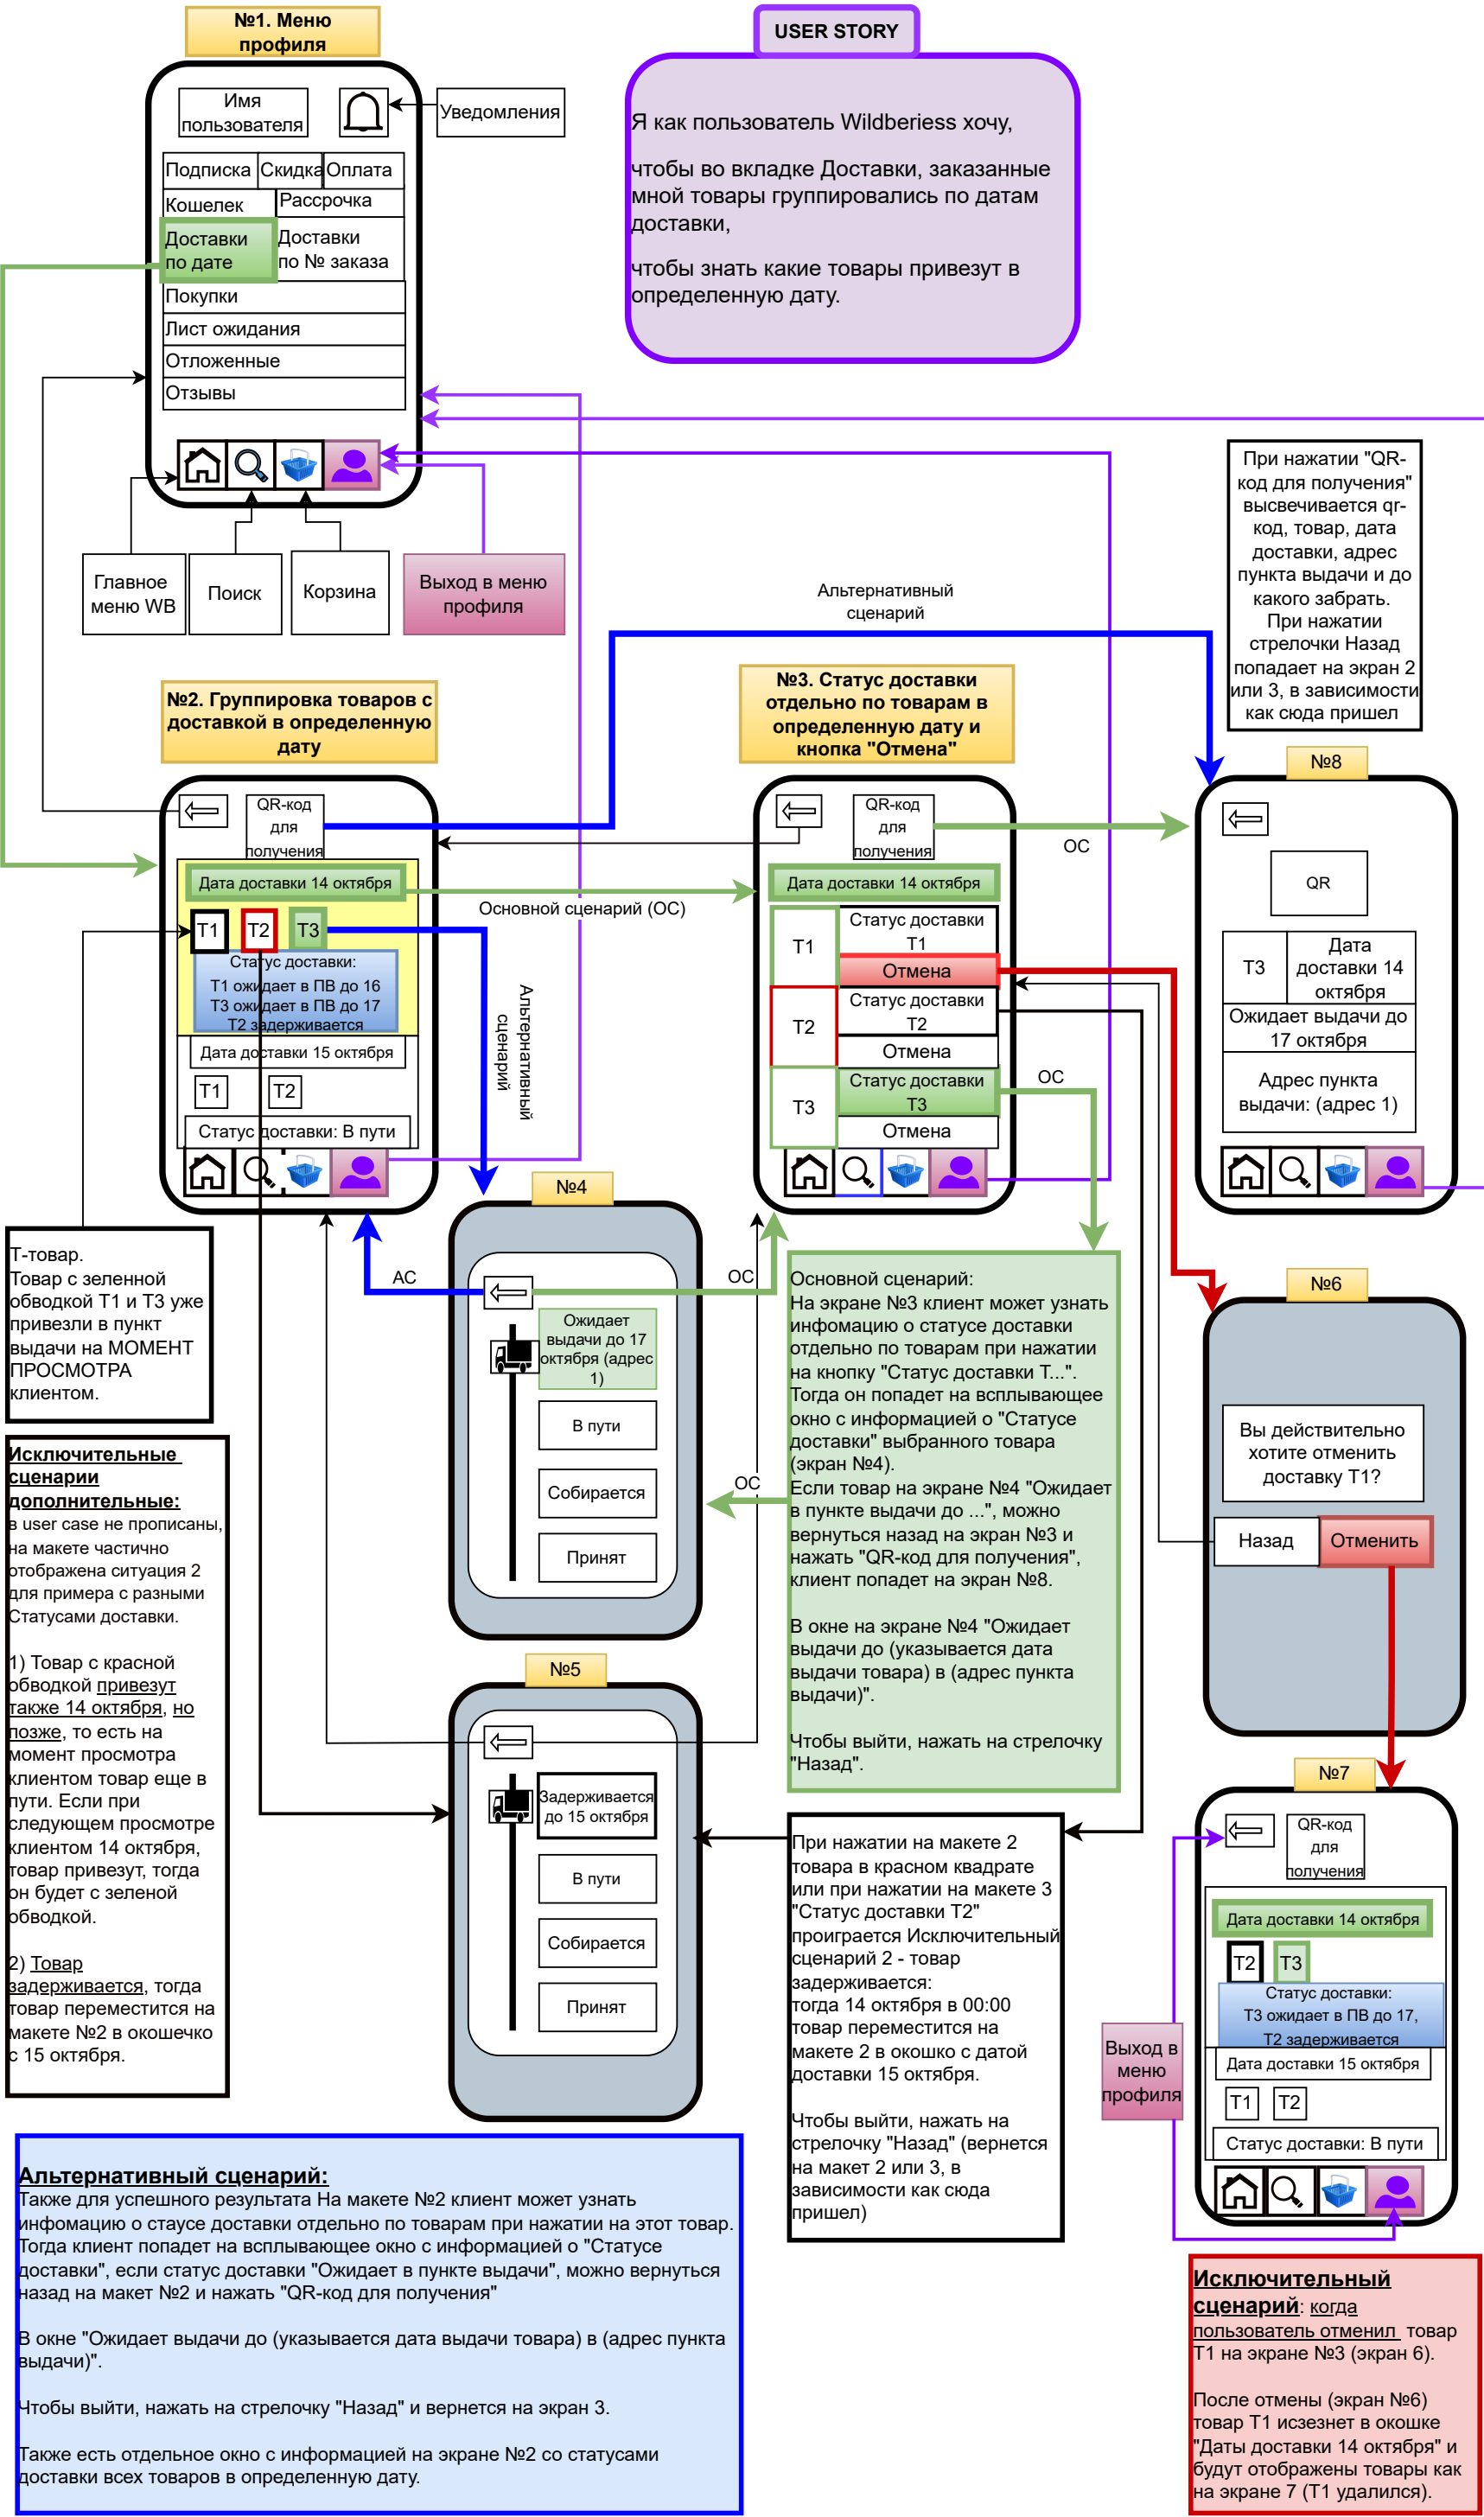 №1. Меню
профиля
USER STORY
Имя
пользователя
Уведомления
Подписка
Скидка
Оплата
Кошелек
Рассрочка
Доставки
по дате
Доставки
по № заказа
Покупки
Лист ожидания
Отложенные
Отзывы
Я как пользователь Wildberiess хочу,
чтобы во вкладке Доставки, заказанные
мной товары группировались по датам
доставки,
чтобы знать какие товары привезут в
определенную дату.
Главное
меню WB
Поиск
Корзина
Выход в меню
профиля
При нажатии "QR-
код для получения"
высвечивается qr-
код, товар, дата
доставки, адрес
пункта выдачи и до
какого забрать.
При нажатии
стрелочки Назад
попадает на экран 2
или 3, в зависимости
как сюда пришел
Альтернативный
сценарий
№2. Группировка товаров с
доставкой в определенную
дату
№3. Статус доставки
отдельно по товарам в
определенную дату и
кнопка "Отмена"
№8
QR-код
для
получения
Дата доставки 14 октября
Т1
Т2
Т3
Статус доставки:
Т1 ожидает в ПВ до 16
Т3 ожидает в ПВ до 17
Т2 задерживается
Дата доставки 15 октября
Т1
Т2
Статус доставки: В пути
Основной сценарий (ОС)
Альтернативный
сценарий
QR-код
для
получения
Дата доставки 14 октября
Т1
Статус доставки
Т1
Отмена
Т2
Статус доставки
Т2
Отмена
Т3
Статус доставки
Т3
Отмена
ОС
ОС
QR
Т3
Дата
доставки 14
октября
Ожидает выдачи до
17 октября
Адрес пункта
выдачи: (адрес 1)
Т-товар.
Товар с зеленной
обводкой Т1 и Т3 уже
привезли в пункт
выдачи на МОМЕНТ
ПРОСМОТРА
клиентом.
№4
АС
ОС
Ожидает
выдачи до 17
октября (адрес
1)
В пути
Собирается
Принят
ОС
Основной сценарий:
На экране №3 клиент может узнать
инфомацию о статусе доставки
отдельно по товарам при нажатии
на кнопку "Статус доставки Т...".
Тогда он попадет на всплывающее
окно с информацией о "Статусе
доставки" выбранного товара
(экран №4).
Если товар на экране №4 "Ожидает
в пункте выдачи до ...", можно
вернуться назад на экран №3 и
нажать "QR-код для получения",
клиент попадет на экран №8.
В окне на экране №4 "Ожидает
выдачи до (указывается дата
выдачи товара) в (адрес пункта
выдачи)".
Чтобы выйти, нажать на стрелочку
"Назад".
№6
Вы действительно
хотите отменить
доставку Т1?
Назад
Отменить
Исключительные
сценарии
дополнительные:
в user case не прописаны,
на макете частично
отображена ситуация 2
для примера с разными
Статусами доставки.
1) Товар с красной
обводкой привезут
также 14 октября, но
позже, то есть на
момент просмотра
клиентом товар еще в
пути. Если при
следующем просмотре
клиентом 14 октября,
товар привезут, тогда
он будет с зеленой
обводкой.
2) Товар
задерживается, тогда
товар переместится на
макете №2 в окошечко
с 15 октября.
№5
Задерживается
до 15 октября
В пути
Собирается
Принят
При нажатии на макете 2
товара в красном квадрате
или при нажатии на макете 3
"Статус доставки Т2"
проиграется Исключительный
сценарий 2 - товар
задерживается:
тогда 14 октября в 00:00
товар переместится на
макете 2 в окошко с датой
доставки 15 октября.
Чтобы выйти, нажать на
стрелочку "Назад" (вернется
на макет 2 или 3, в
зависимости как сюда
пришел)
№7
QR-код
для
получения
Дата доставки 14 октября
Т2
Т3
Статус доставки:
Т3 ожидает в ПВ до 17,
Т2 задерживается
Дата доставки 15 октября
Т1
Т2
Статус доставки: В пути
Выход в
меню
профиля
Альтернативный сценарий:
Также для успешного результата На макете №2 клиент может узнать
инфомацию о стаусе доставки отдельно по товарам при нажатии на этот товар.
Тогда клиент попадет на всплывающее окно с информацией о "Статусе
доставки", если статус доставки "Ожидает в пункте выдачи", можно вернуться
назад на макет №2 и нажать "QR-код для получения"
В окне "Ожидает выдачи до (указывается дата выдачи товара) в (адрес пункта
выдачи)".
Чтобы выйти, нажать на стрелочку "Назад" и вернется на экран 3.
Также есть отдельное окно с информацией на экране №2 со статусами
доставки всех товаров в определенную дату.
Исключительный
сценарий: когда
пользователь отменил товар
Т1 на экране №3 (экран 6).
После отмены (экран №6)
товар Т1 исзезнет в окошке
"Даты доставки 14 октября" и
будут отображены товары как
на экране 7 (Т1 удалился).